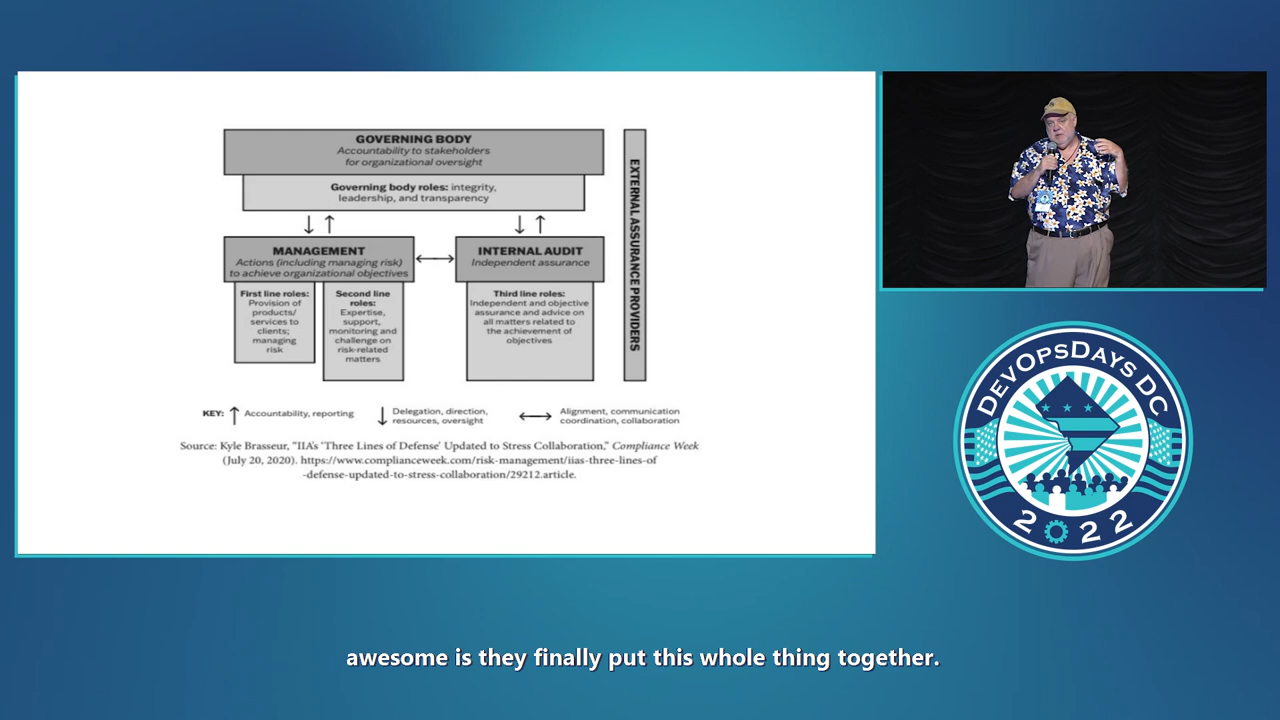 GOVERNING BODY
Accountability to stakeholders
for organizational oversight
Governing body roles: integrity,
leadership, and transparency
MANAGEMENT
Actions (including managing risk)
to achieve organizational objectives
First line roles:
Provision of
products/
services to
clients;
managing
risk
Second line
roles:
Expertise,
support,
monitoring and
challenge on
risk-related
matters
INTERNAL AUDIT
Independent assurance
Third line roles:
Independent and objective
assurance and advice on
all matters related to
the achievement of
objectives
EXTERNAL ASSURANCE PROVIDERS
KEY: ↑ Accountability, reporting
↓ Delegation, direction,
resources, oversight
↔ Alignment, communication
coordination, collaboration
Source: Kyle Brasseur, "IIA's 'Three Lines of Defense' Updated to Stress Collaboration," Compliance Week
(July 20, 2020). https://www.complianceweek.com/risk-management/iias-three-lines-of
-defense-updated-to-stress-collaboration/29212.article.
DEVOPSDAYS DC
2022
awesome is they finally put this whole thing together.